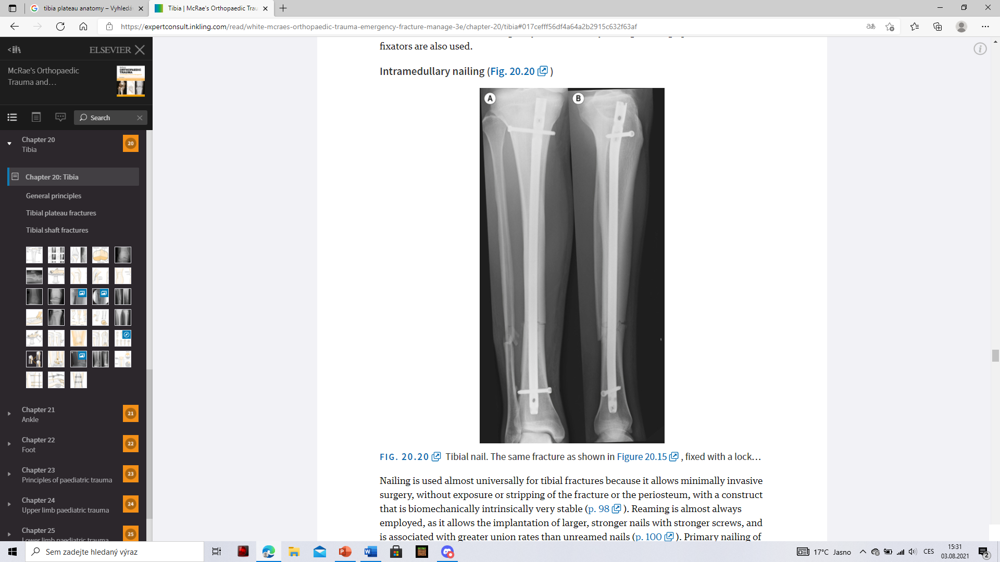 tibia plateau anatomy – Vyhledá
Tibia | McRae's Orthopaedic Trau
https://expertconsult.inkling.com/read/white-mcraes-orthopaedic-trauma-emergency-fracture-manage-3e/chapter-20/tibia#017cefff56df4a64a2b2915c632f63af
ELSEVIER
McRae's Orthopaedic
Trauma and…
ORTHOPAEDIC
TRAUMA
Search
Chapter 20
Tibia
20
Chapter 20: Tibia
General principles
Tibial plateau fractures
Tibial shaft fractures
Chapter 21
Ankle
21
Chapter 22
Foot
22
Chapter 23
Principles of paediatric trauma
23
Chapter 24
Upper limb paediatric trauma
24
Chapter 25
Lower limb paediatric trauma
25
fixators are also used.
Intramedullary nailing (Fig. 20.20 )
A B
FIG. 20.20 Tibial nail. The same fracture as shown in Figure 20.15 , fixed with a lock…
Nailing is used almost universally for tibial fractures because it allows minimally invasive
surgery, without exposure or stripping of the fracture or the periosteum, with a construct
that is biomechanically intrinsically very stable (p. 98 ). Reaming is almost always
employed, as it allows the implantation of larger, stronger nails with stronger screws, and
is associated with greater union rates than unreamed nails (p. 100 ). Primary nailing of
Sem zadejte hledaný výraz
17°C Jasno
CES
15:31
03.08.2021
2